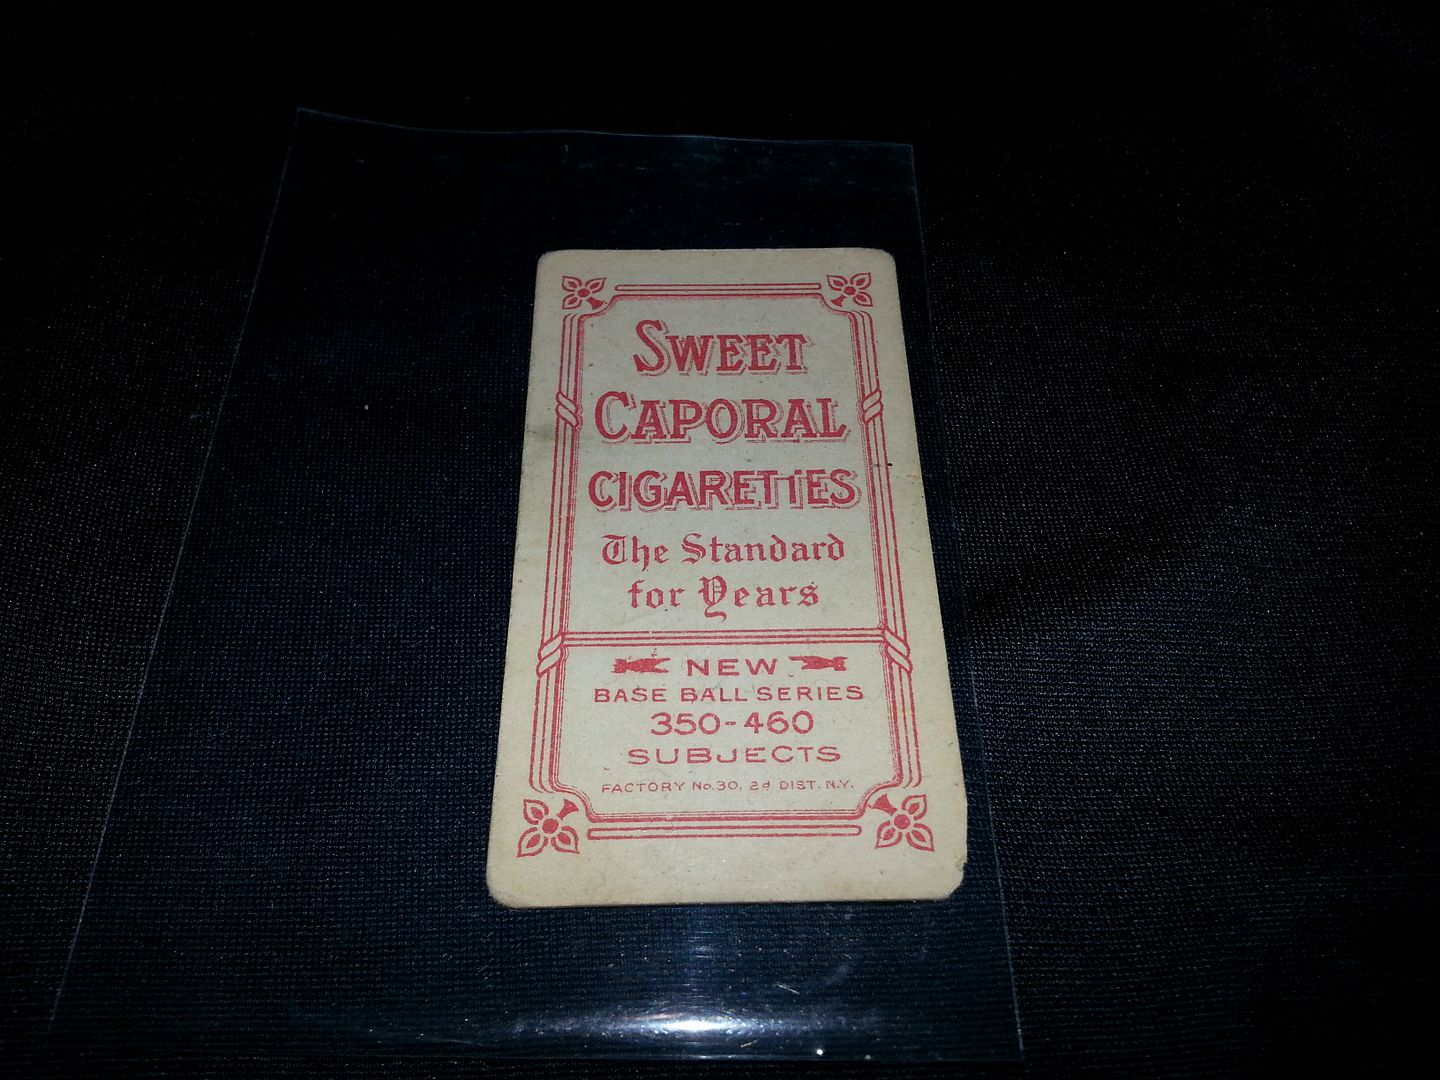 SWEET
CAPORAL
CIGARETTES
The Standard
for Years
NEW
BASE BALL SERIES
350-460
SUBJECTS
FACTORY No. 30, 2d DIST. N.Y.